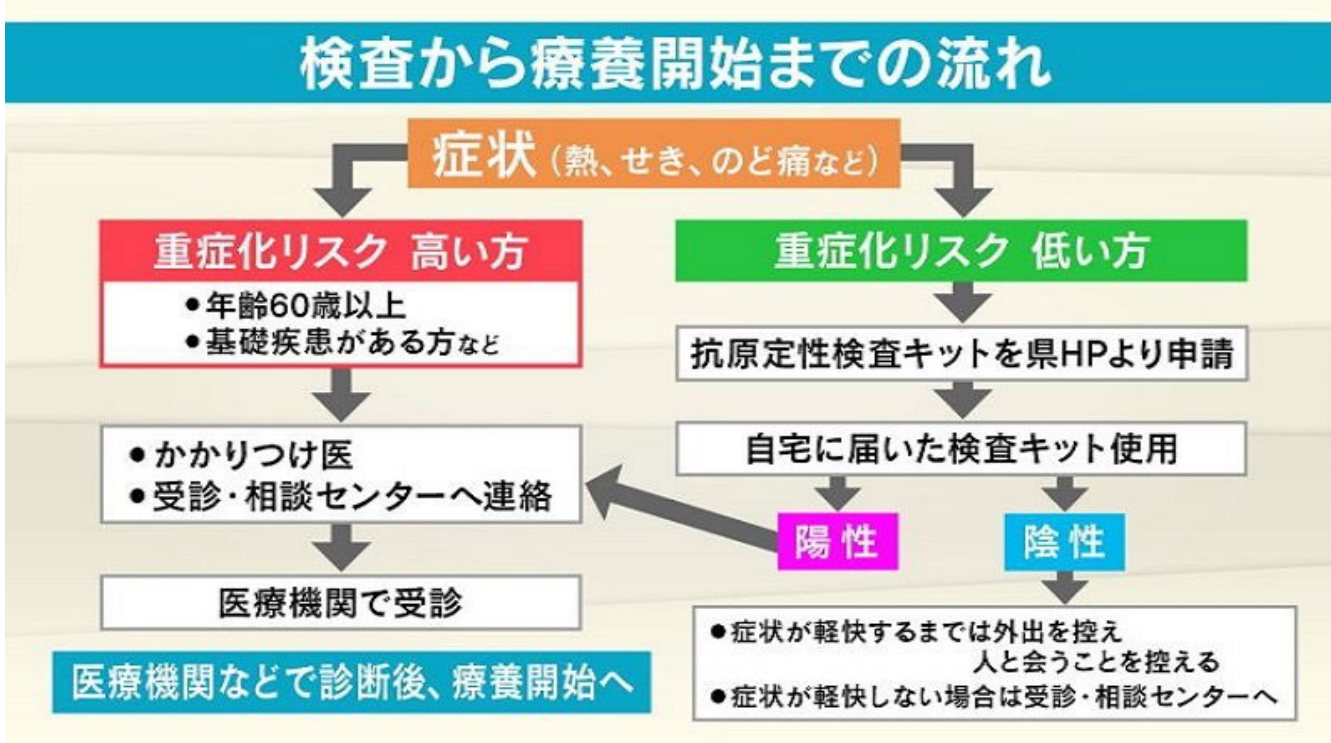 検査から療養開始までの流れ
症状(熱、せき、のど痛など)
重症化リスク 高い方
●年齢60歳以上
●基礎疾患がある方など
●かかりつけ医
●受診・相談センターへ連絡
医療機関で受診
医療機関などで診断後、療養開始へ
重症化リスク 低い方
抗原定性検査キットを県HPより申請
自宅に届いた検査キット使用
陽性
陰性
●症状が軽快するまでは外出を控え
人と会うことを控える
●症状が軽快しない場合は受診・相談センターへ